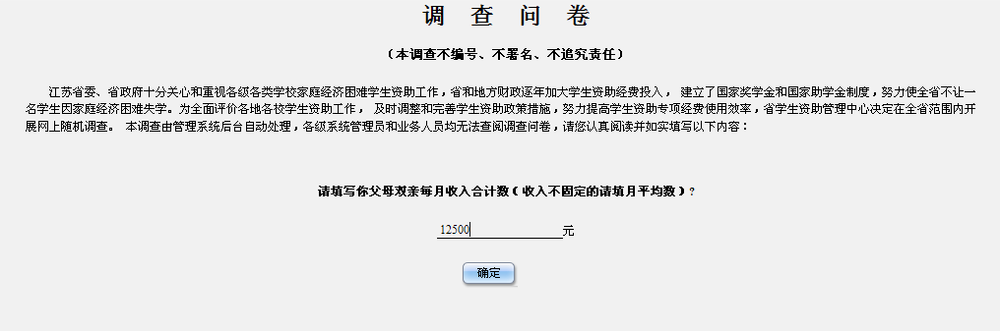 调 查 问 卷
（本调查不编号、不署名、不追究责任）
江苏省委、省政府十分关心和重视各级各类学校家庭经济困难学生资助工作，省和地方财政逐年加大学生资助经费投入， 建立了国家奖学金和国家助学金制度，努力使全省不让一
名学生因家庭经济困难失学。为全面评价各地各校学生资助工作， 及时调整和完善学生资助政策措施，努力提高学生资助专项经费使用效率，省学生资助管理中心决定在全省范围内开
展网上随机调查。 本调查由管理系统后台自动处理，各级系统管理员和业务人员均无法查阅调查问卷，请您认真阅读并如实填写以下内容：
请填写你父母双亲每月收入合计数（收入不固定的请填月平均数）?
12500元
确定